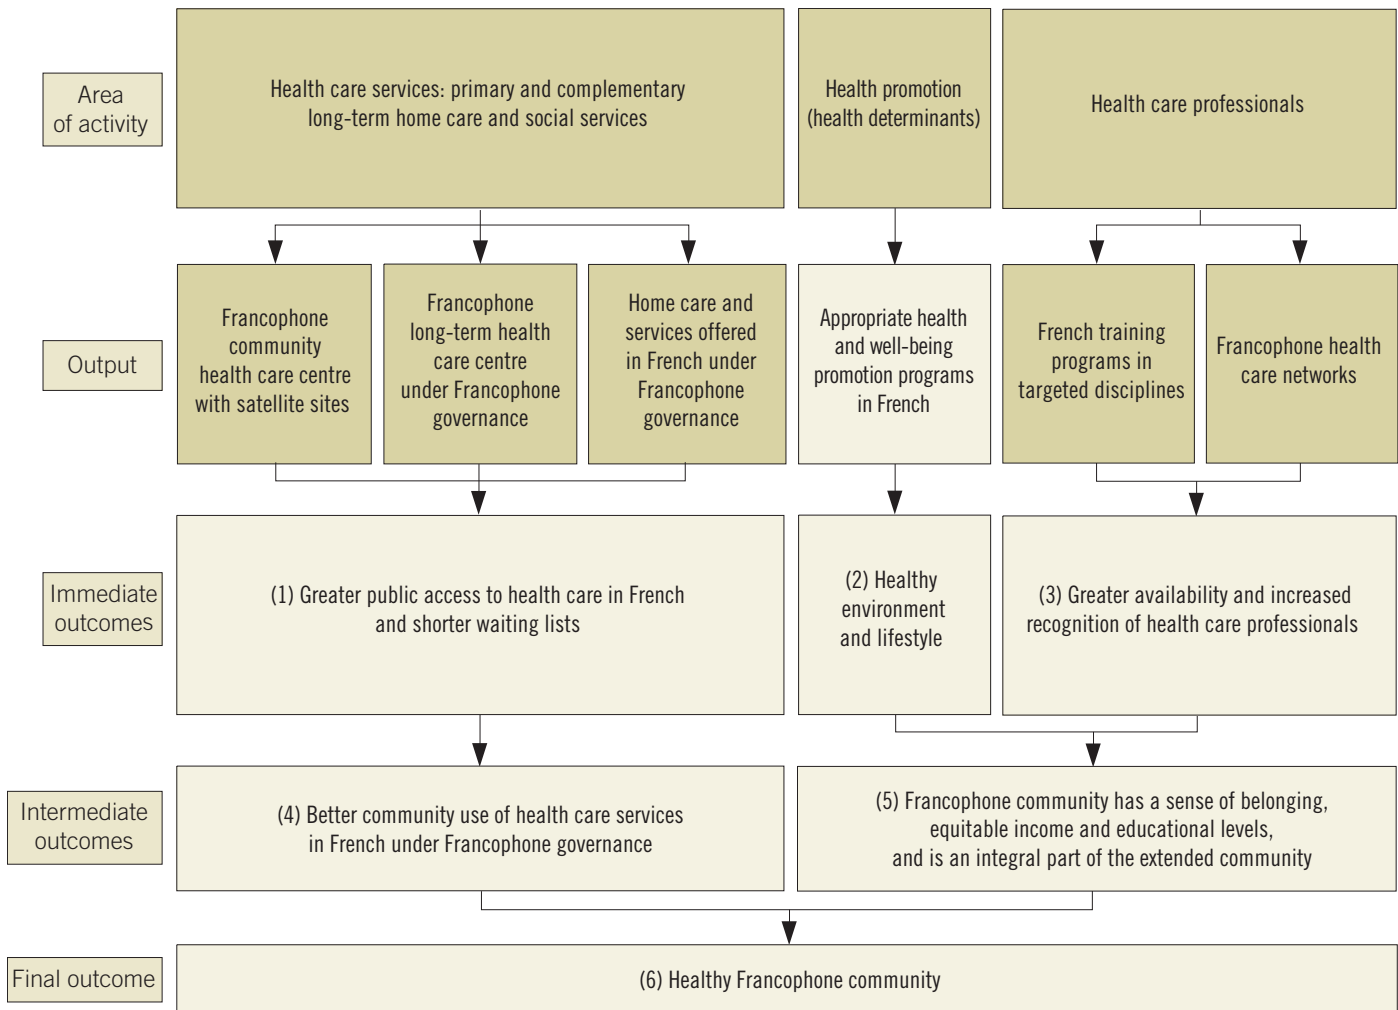 Area
of activity
Health care services: primary and complementary
long-term home care and social services
Health promotion
(health determinants)
Health care professionals
Output
Francophone
community
health care centre
with satellite sites
Francophone
long-term health
care centre
under Francophone
governance
Home care and
services offered
in French under
Francophone
governance
Appropriate health
and well-being
promotion programs
in French
French training
programs in
targeted disciplines
Francophone health
care networks
Immediate
outcomes
(1) Greater public access to health care in French
and shorter waiting lists
(2) Healthy
environment
and lifestyle
(3) Greater availability and increased
recognition of health care professionals
Intermediate
outcomes
(4) Better community use of health care services
in French under Francophone governance
(5) Francophone community has a sense of belonging,
equitable income and educational levels,
and is an integral part of the extended community
Final outcome
(6) Healthy Francophone community